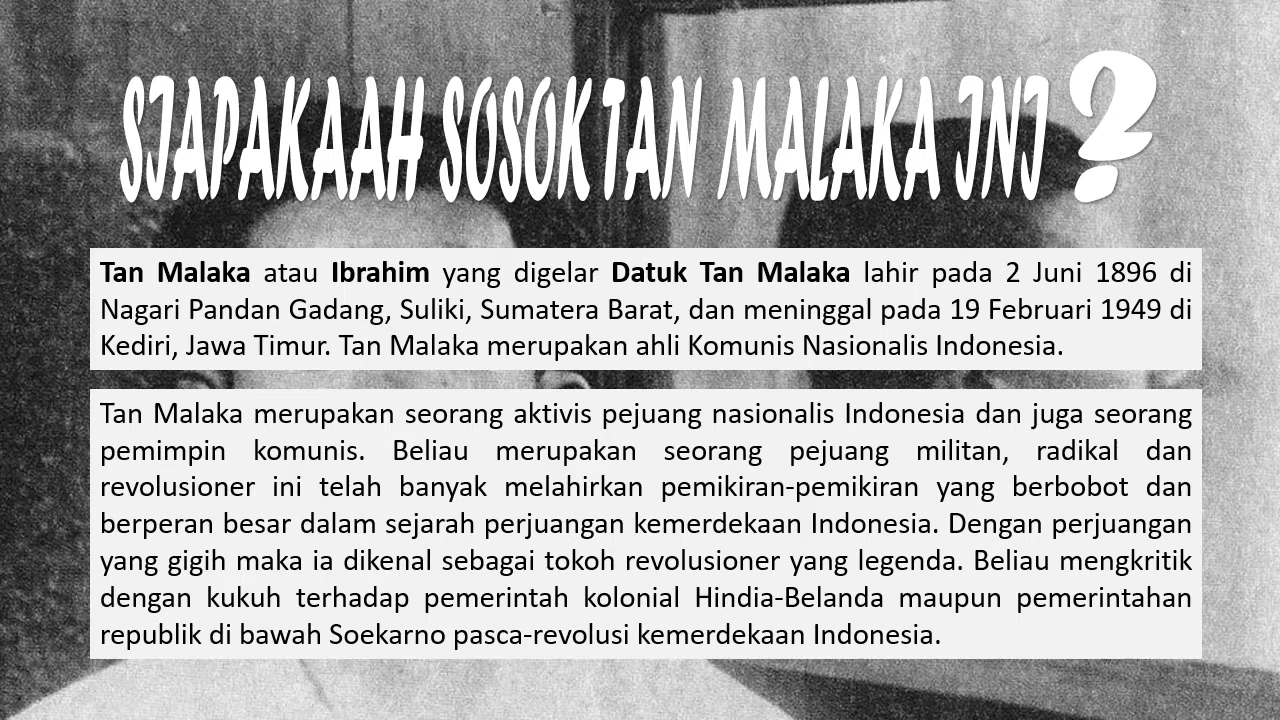 SIAPAKAAH SOSOK TAN MALAKA INI ?
Tan Malaka atau Ibrahim yang digelar Datuk Tan Malaka lahir pada 2 Juni 1896 di
Nagari Pandan Gadang, Suliki, Sumatera Barat, dan meninggal pada 19 Februari 1949 di
Kediri, Jawa Timur. Tan Malaka merupakan ahli Komunis Nasionalis Indonesia.
Tan Malaka merupakan seorang aktivis pejuang nasionalis Indonesia dan juga seorang
pemimpin komunis. Beliau merupakan seorang pejuang militan, radikal dan
revolusioner ini telah banyak melahirkan pemikiran-pemikiran yang berbobot dan
berperan besar dalam sejarah perjuangan kemerdekaan Indonesia. Dengan perjuangan
yang gigih maka ia dikenal sebagai tokoh revolusioner yang legenda. Beliau mengkritik
dengan kukuh terhadap pemerintah kolonial Hindia-Belanda maupun pemerintahan
republik di bawah Soekarno pasca-revolusi kemerdekaan Indonesia.